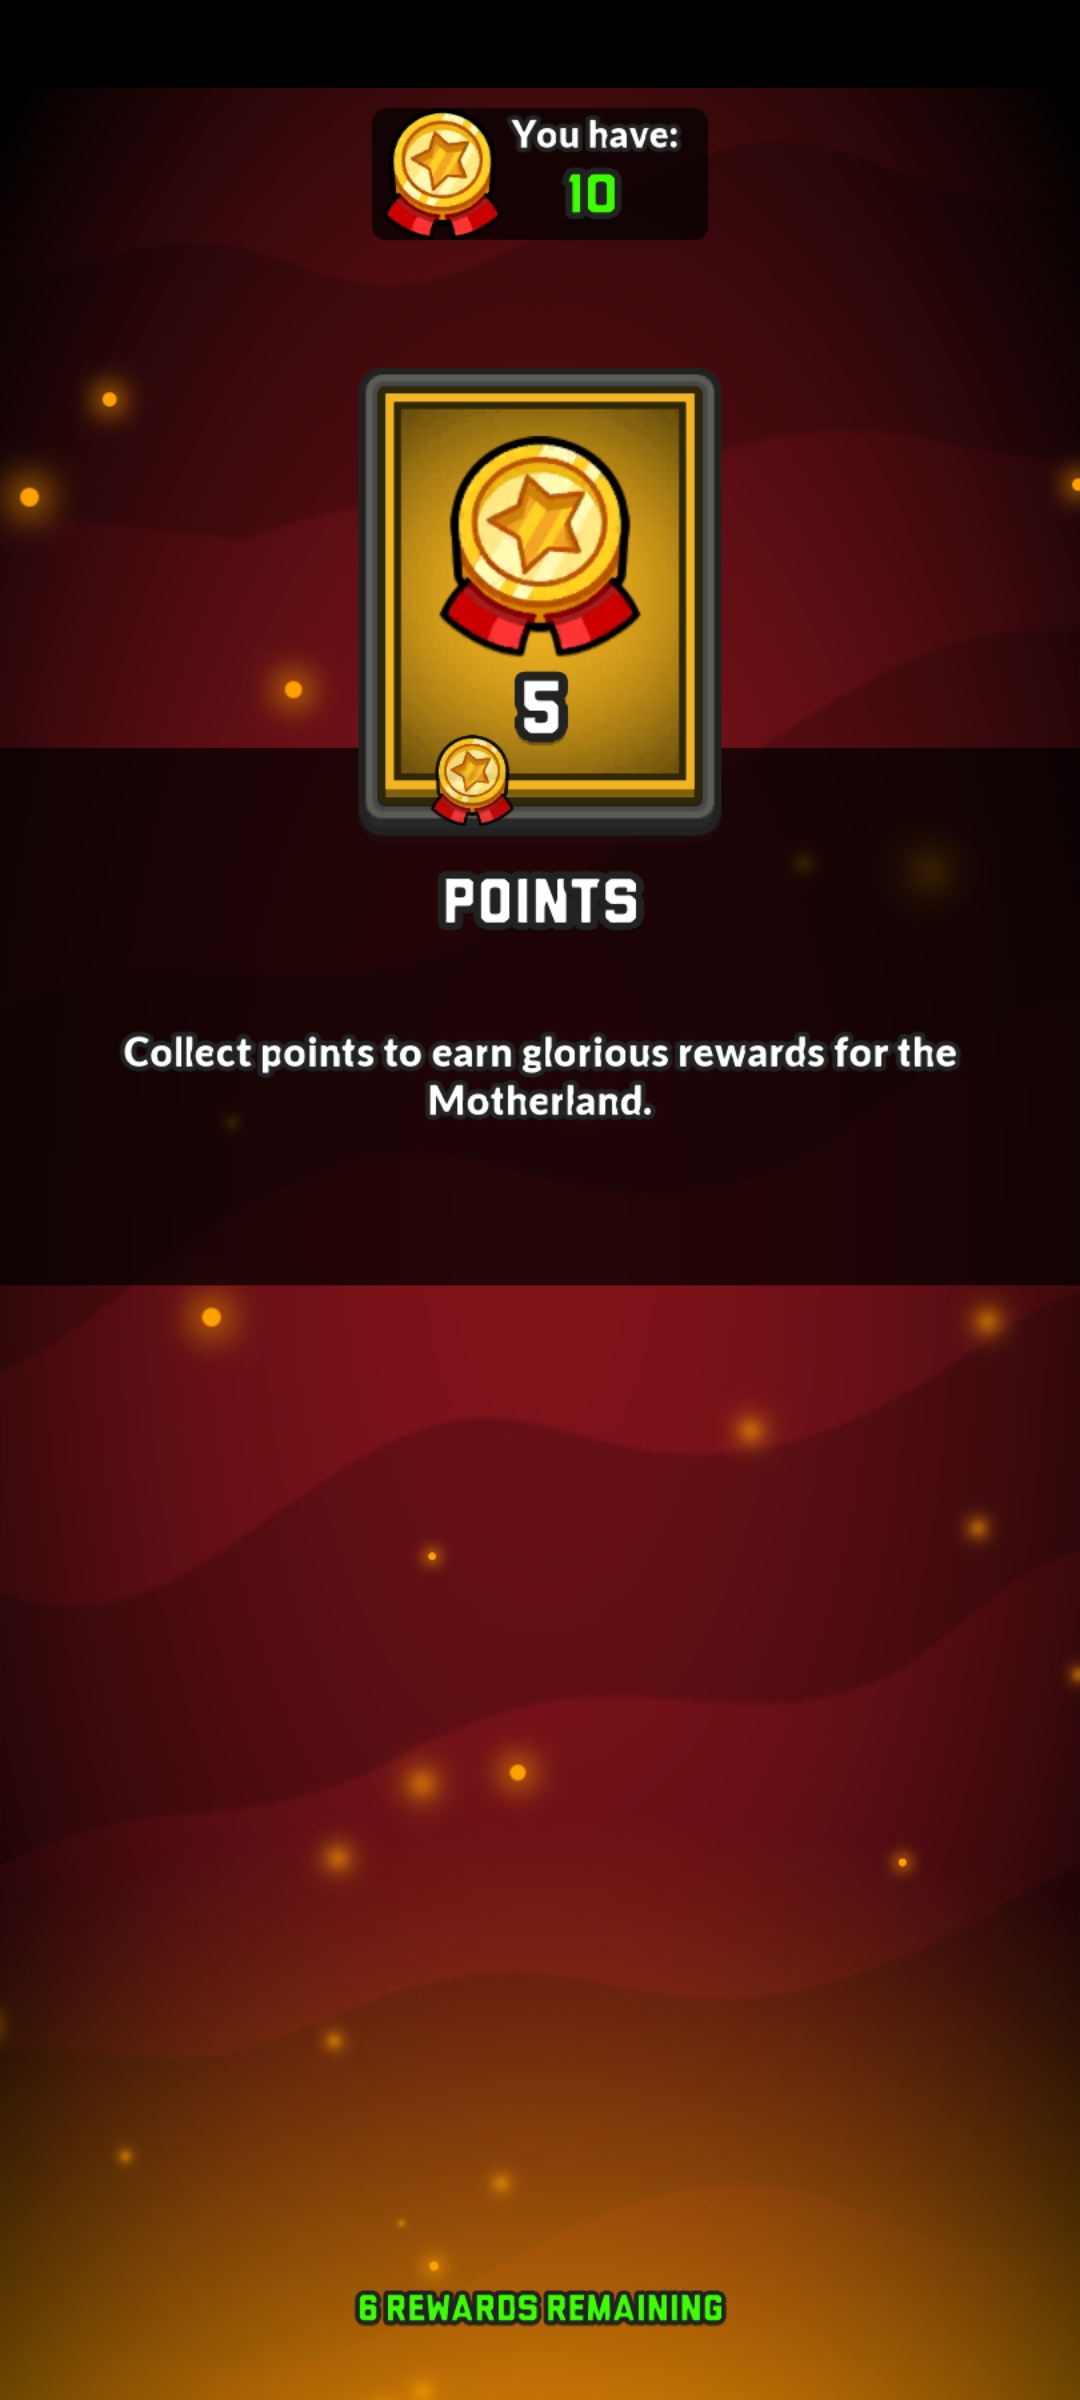 You have:
10
5
POINTS
Collect points to earn glorious rewards for the
Motherland.
6 REWARDS REMAINING